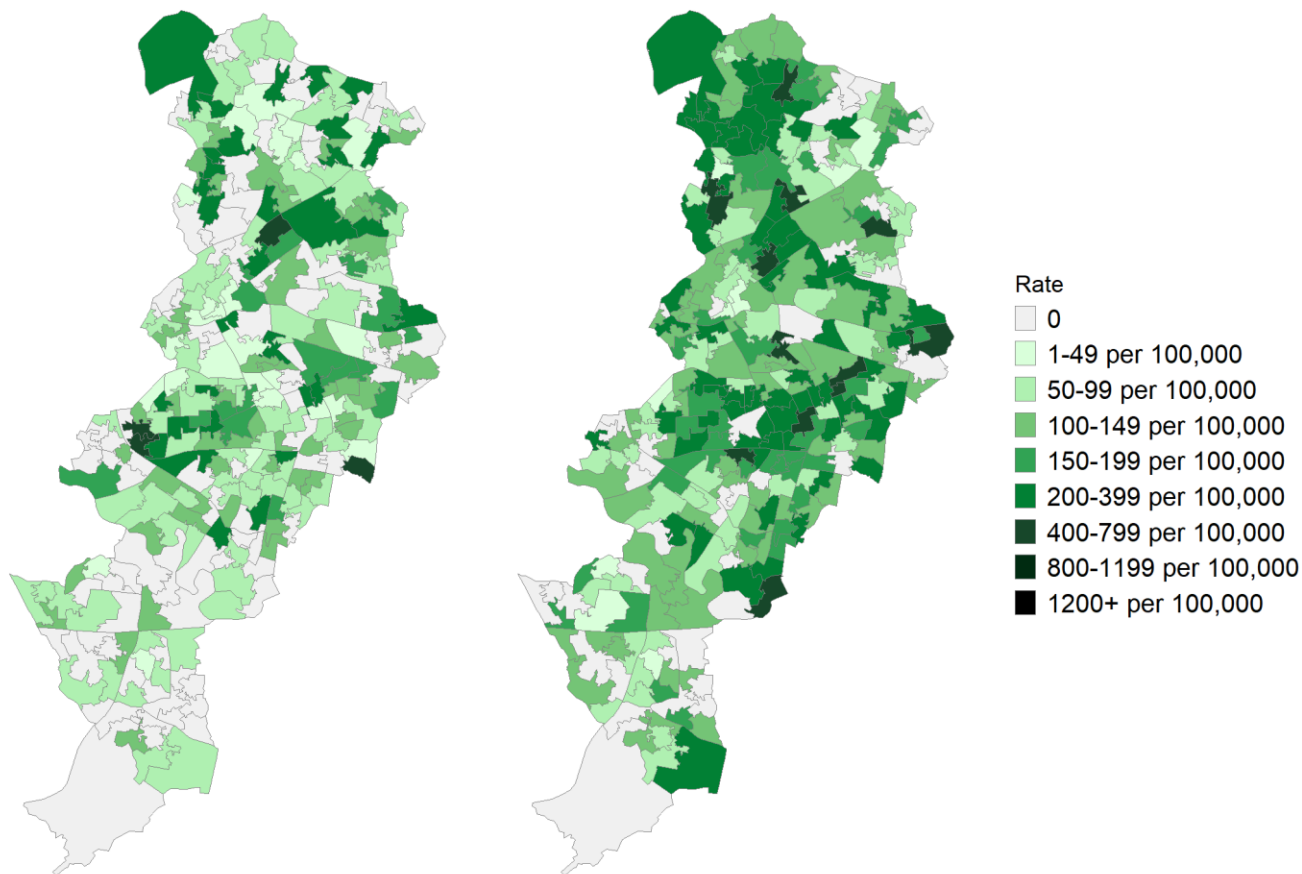 Rate
0
1-49 per 100,000
50-99 per 100,000
100-149 per 100,000
150-199 per 100,000
200-399 per 100,000
400-799 per 100,000
800-1199 per 100,000
1200+ per 100,000